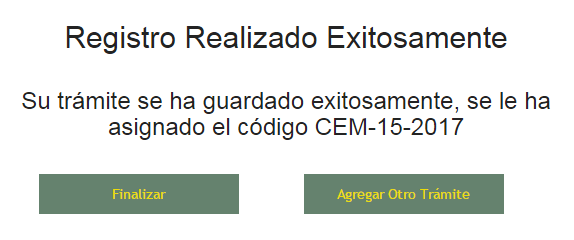 Registro Realizado Exitosamente
Su trámite se ha guardado exitosamente, se le ha
asignado el código CEM-15-2017
Finalizar
Agregar Otro Trámite